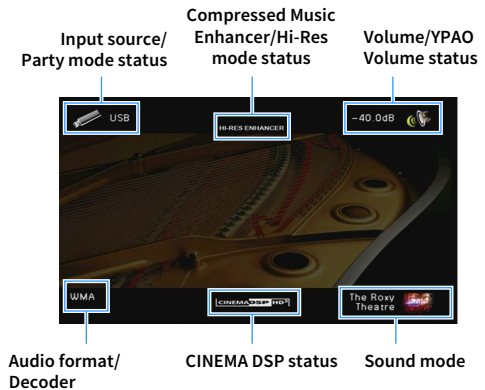 Input source/
Party mode status
Compressed Music
Enhancer/Hi-Res
mode status
Volume/YPAO
Volume status
USB
HI-RES ENHANCER
-40.0dB
WMA
CINEMA DSP HD³
The Roxy
Theatre
Audio format/
Decoder
CINEMA DSP status
Sound mode